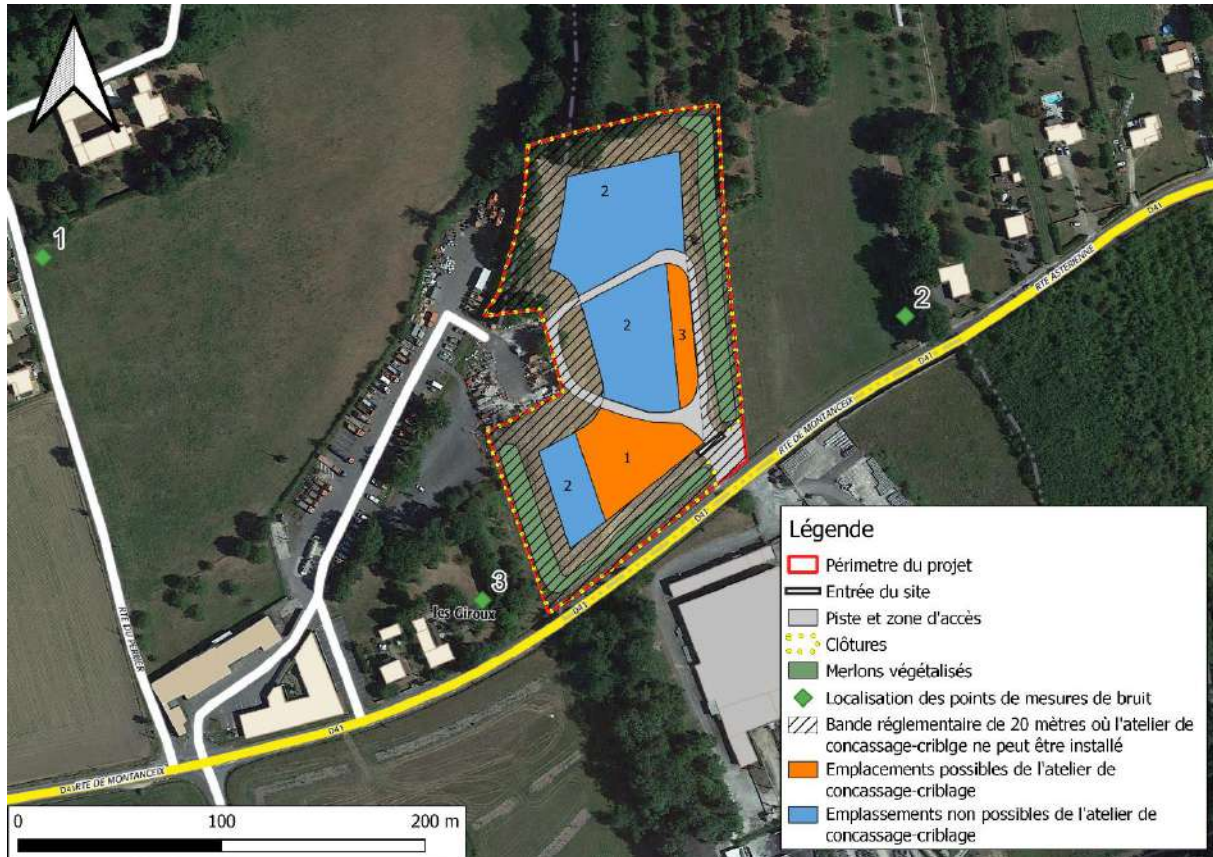 1
2
2
3
2
1
2
3
les Giroux
RTE DU PERRIER
D41
RTE ASTERIENNE
D41
RTE DE MONTANCEIX
D41
D41
D41
D41
RTE DE MONTANCEIX
0 100 200 m
Légende
Périmetre du projet
Entrée du site
Piste et zone d'accès
Clôtures
Merlons végétalisés
Localisation des points de mesures de bruit
Bande réglementaire de 20 mètres où l'atelier de
concassage-criblge ne peut être installé
Emplacements possibles de l'atelier de
concassage-criblage
Emplassements non possibles de l'atelier de
concassage-criblage